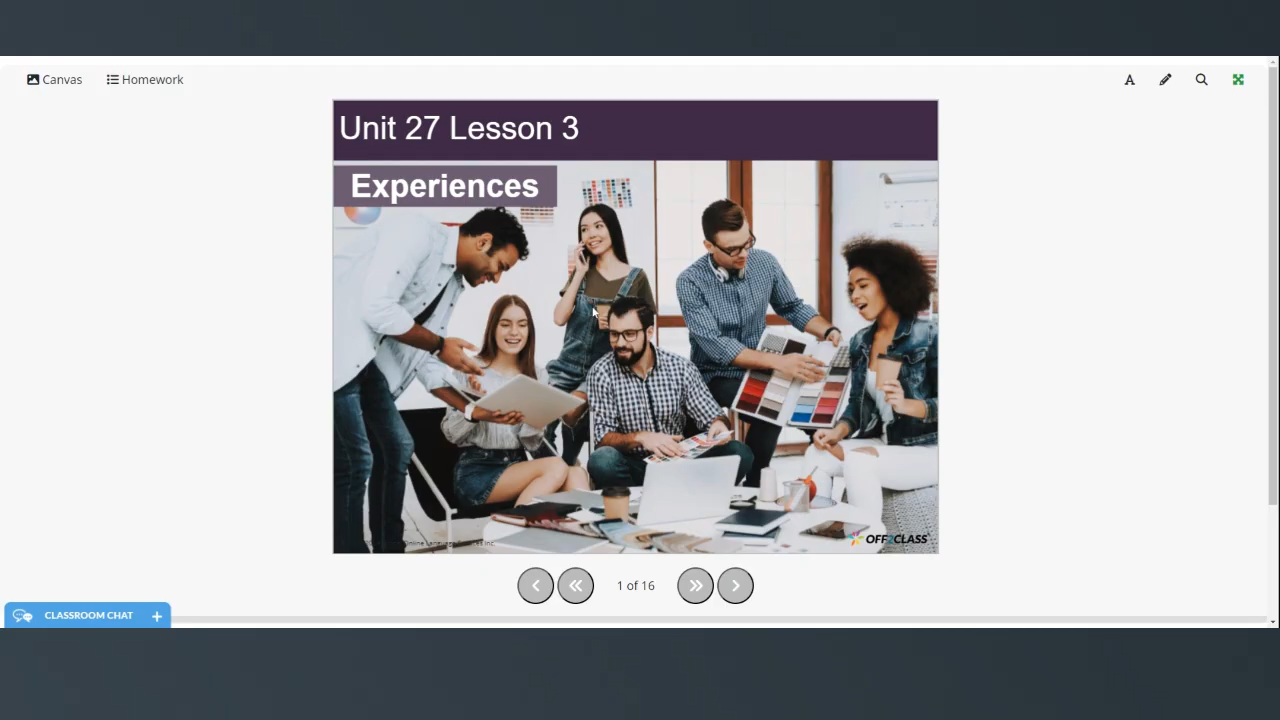 Canvas
Homework
A
Unit 27 Lesson 3
Experiences
OFF2CLASS
1 of 16
CLASSROOM CHAT +